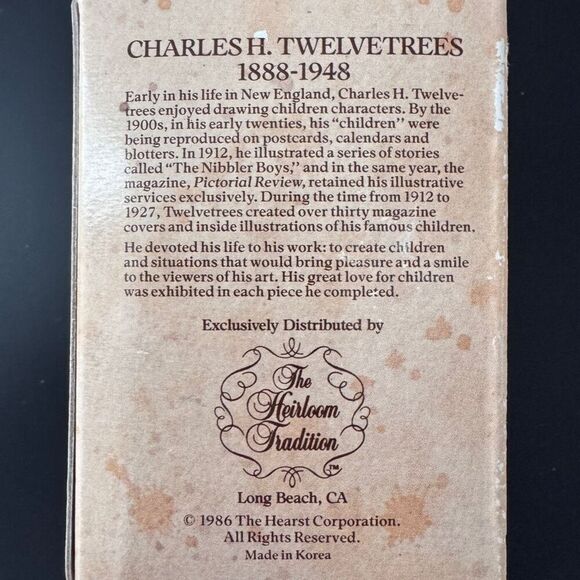 CHARLES H. TWELVETREES
1888-1948
Early in his life in New England, Charles H. Twelve-
trees enjoyed drawing children characters. By the
1900s, in his early twenties, his "children" were
being reproduced on postcards, calendars and
blotters. In 1912, he illustrated a series of stories
called "The Nibbler Boys," and in the same year, the
magazine, Pictorial Review, retained his illustrative
services exclusively. During the time from 1912 to
1927, Twelvetrees created over thirty magazine
covers and inside illustrations of his famous children.
He devoted his life to his work: to create children
and situations that would bring pleasure and a smile
to the viewers of his art. His great love for children
was exhibited in each piece he completed.
Exclusively Distributed by
The
Heirloom
Tradition
TM
Long Beach, CA
© 1986 The Hearst Corporation.
All Rights Reserved.
Made in Korea